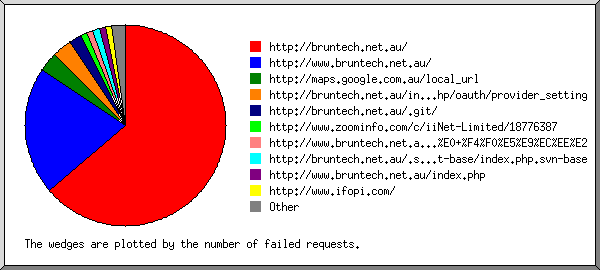 http://bruntech.net.au/
http://www.bruntech.net.au/
http://maps.google.com.au/local_url
http://bruntech.net.au/in...hp/oauth/provider_setting
http://bruntech.net.au/.git/
http://www.zoominfo.com/c/iiNet-Limited/18776387
http://www.bruntech.net.a...%E0+%F4%F0%E5%E9%EC%EE%E2
http://bruntech.net.au/.s...t-base/index.php.svn-base
http://www.bruntech.net.au/index.php
http://www.ifopi.com/
Other
The wedges are plotted by the number of failed requests.